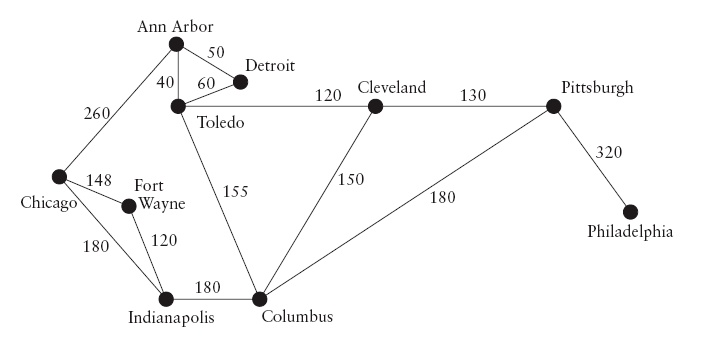 Ann Arbor
50
Detroit
40
60
Cleveland
Pittsburgh
120
130
260
Toledo
320
148
Fort
Wayne
Chicago
155
150
180
Philadelphia
180
120
180
Indianapolis
Columbus